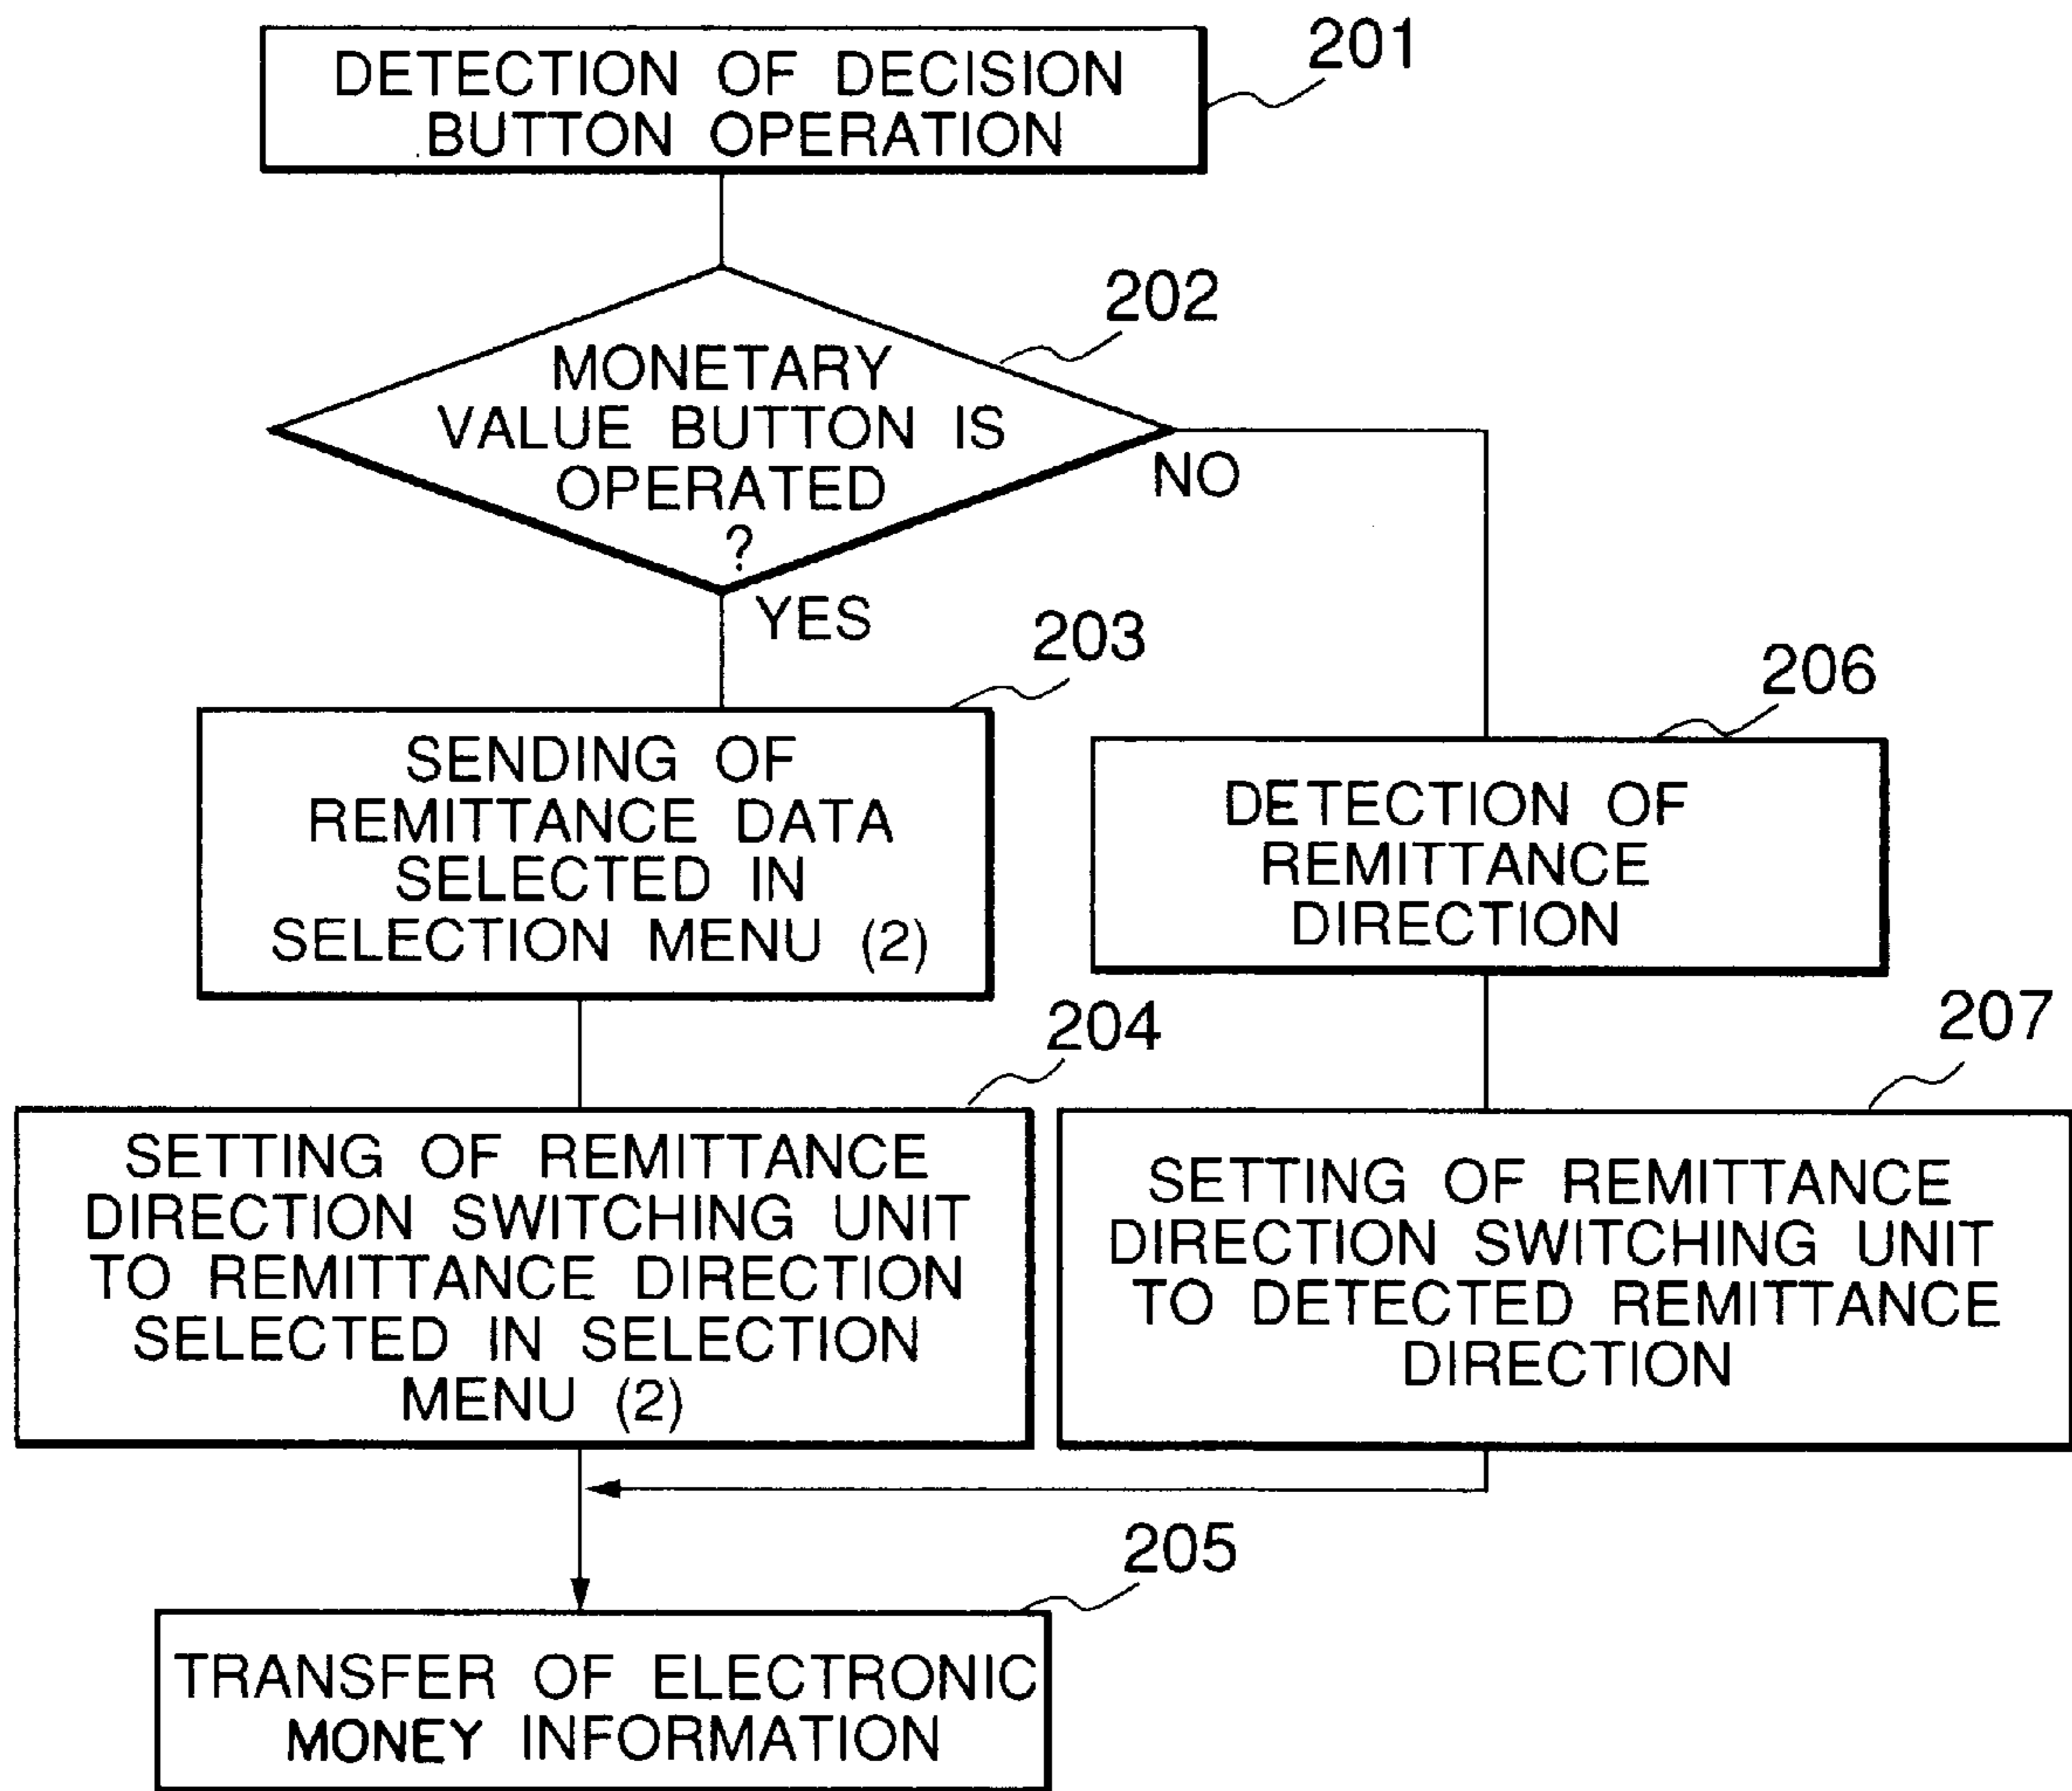 DETECTION OF DECISION
BUTTON OPERATION
201
MONETARY
VALUE BUTTON IS
OPERATED
?
202
NO
YES
203
SENDING OF
REMITTANCE DATA
SELECTED IN
SELECTION MENU (2)
206
DETECTION OF
REMITTANCE
DIRECTION
204
SETTING OF REMITTANCE
DIRECTION SWITCHING UNIT
TO REMITTANCE DIRECTION
SELECTED IN SELECTION
MENU (2)
207
SETTING OF REMITTANCE
DIRECTION SWITCHING UNIT
TO DETECTED REMITTANCE
DIRECTION
205
TRANSFER OF ELECTRONIC
MONEY INFORMATION